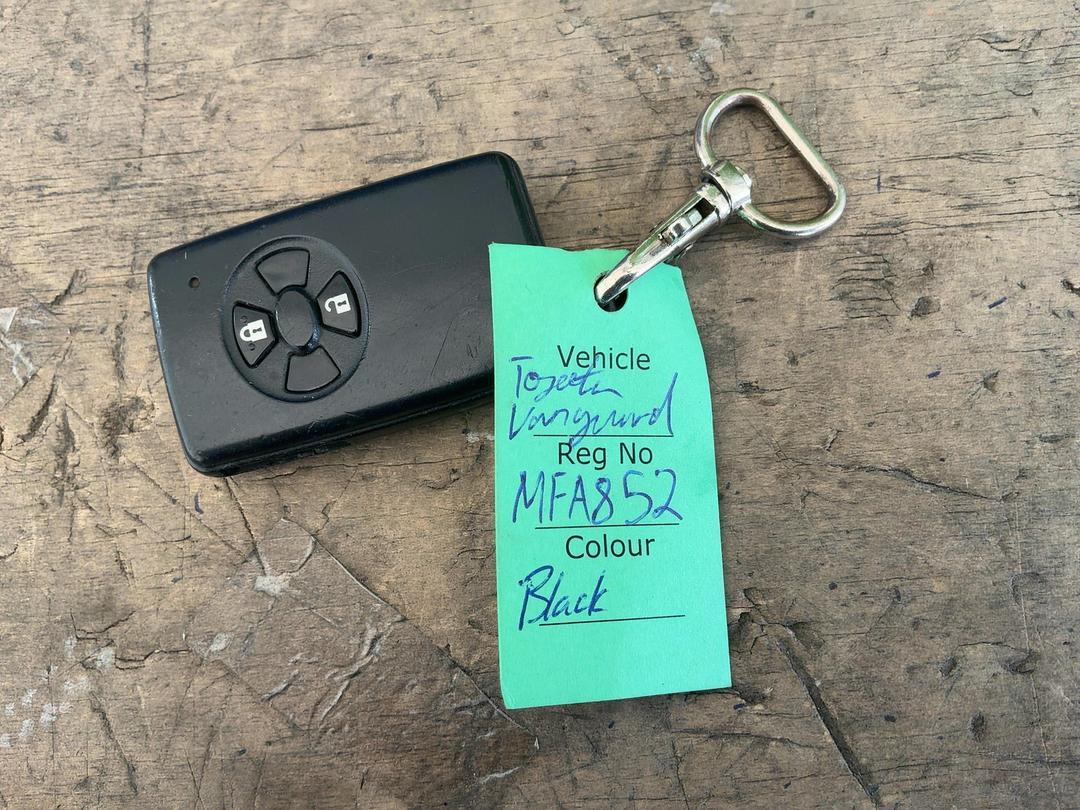 Vehicle
Toyota
Vanguard
Reg No
MFA852
Colour
Black